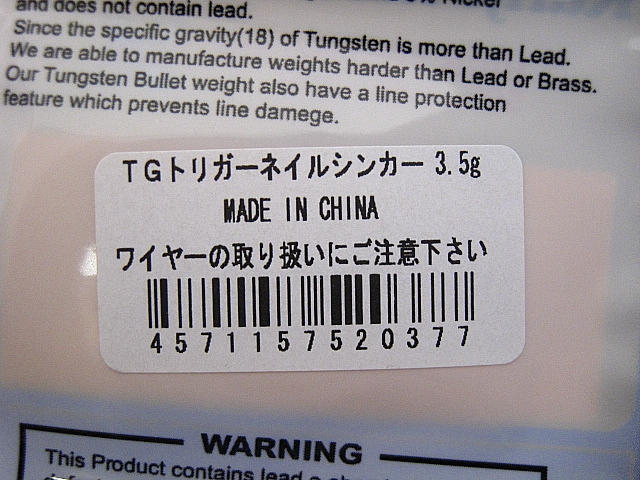 and does not contain lead.
Since the specific gravity(18) of Tungsten is more than Lead.
We are able to manufacture weights harder than Lead or Brass.
Our Tungsten Bullet weight also have a line protection
feature which prevents line damege.
TGトリガーネイルシンカー 3.5g
MADE IN CHINA
ワイヤーの取り扱いにご注意下さい
4571157520377
WARNING
This Product contains lead a